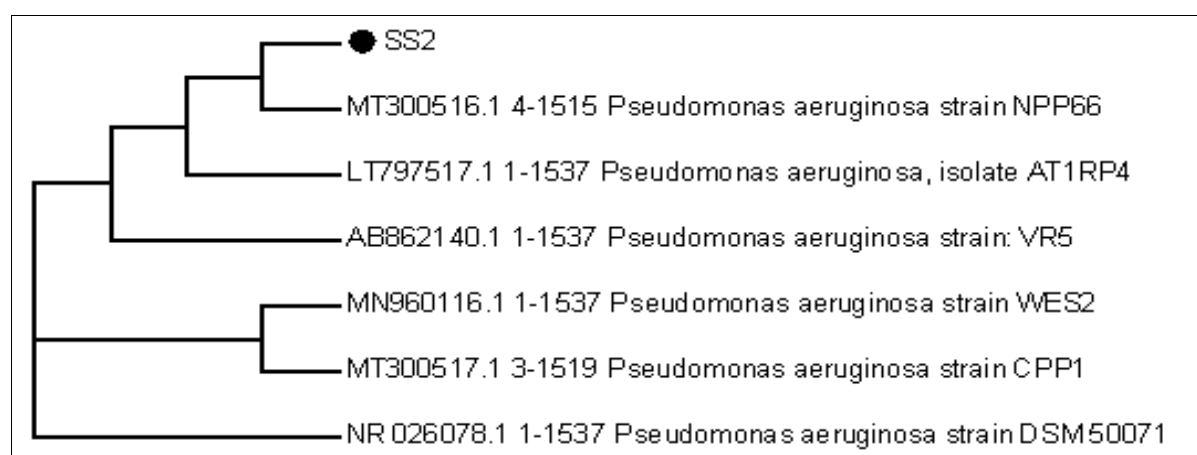 SS2
MT300516.1 4-1515 Pseudomonas aeruginosa strain NPP66
LT797517.1 1-1537 Pseudomonas aeruginosa, isolate AT1RP4
AB862140.1 1-1537 Pseudomonas aeruginosa strain: VR5
MN960116.1 1-1537 Pseudomonas aeruginosa strain WES2
MT300517.1 3-1519 Pseudomonas aeruginosa strain CPP1
NR 026078.1 1-1537 Pseudomonas aeruginosa strain DSM 50071